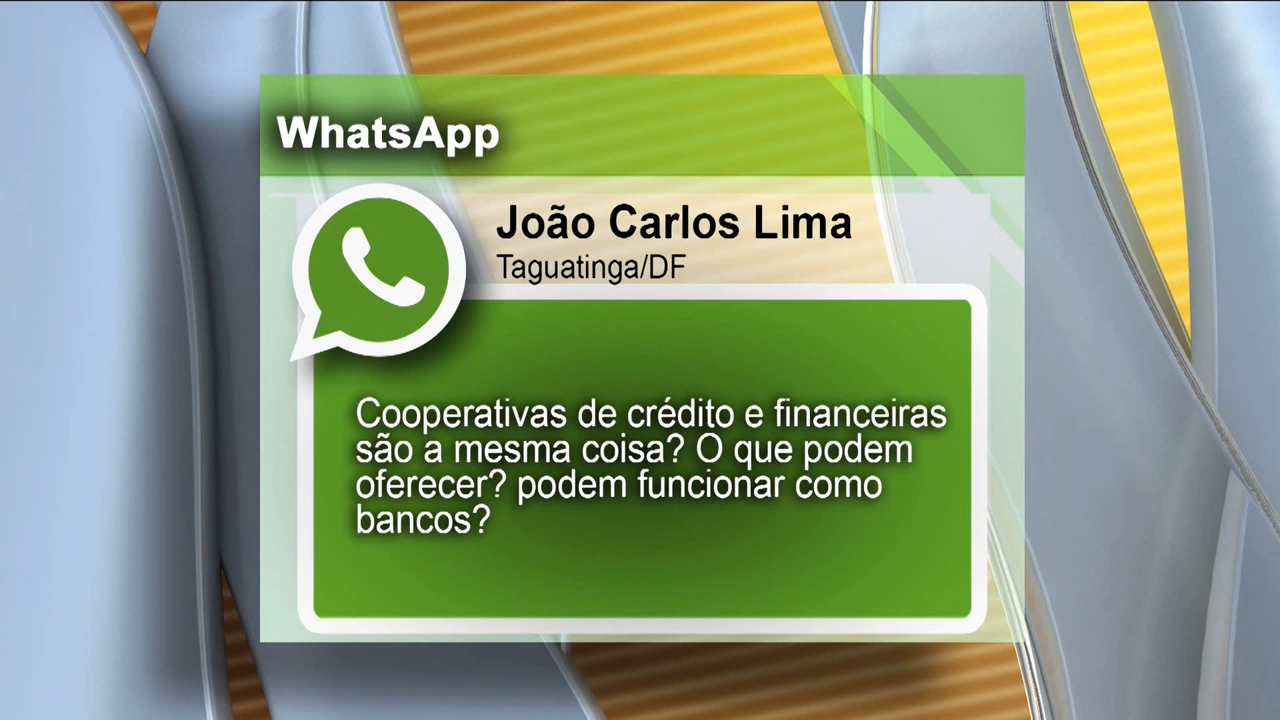 WhatsApp
João Carlos Lima
Taguatinga/DF
Cooperativas de crédito e financeiras
são a mesma coisa? O que podem
oferecer? podem funcionar como
bancos?